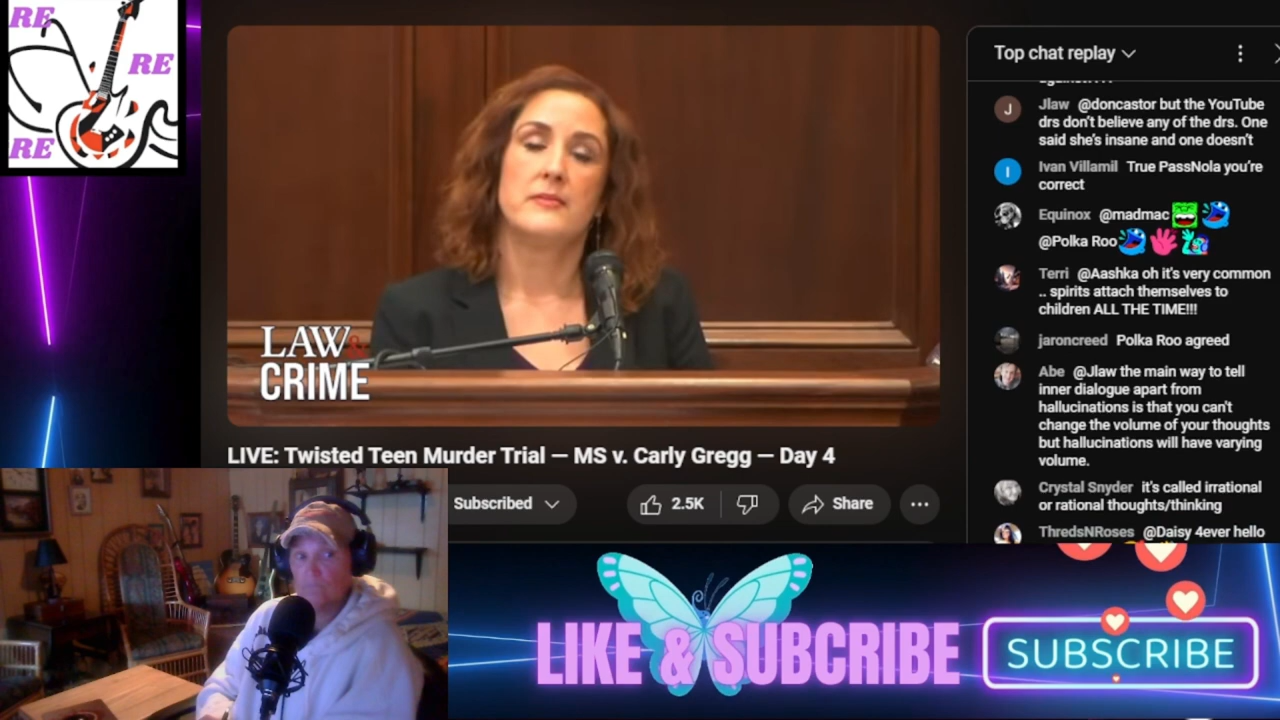 RE
RE
RE
LAW &
CRIME
LIVE: Twisted Teen Murder Trial — MS v. Carly Gregg — Day 4
Subscribed
2.5K
Share
Top chat replay
Jlaw @doncastor but the YouTube
drs don't believe any of the drs. One
said she's insane and one doesn't
Ivan Villamil True PassNola you're
correct
Equinox @madmac
@Polka Roo
Terri @Aashka oh it's very common
.. spirits attach themselves to
children ALL THE TIME!!!
jaroncreed Polka Roo agreed
Abe @Jlaw the main way to tell
inner dialogue apart from
hallucinations is that you can't
change the volume of your thoughts
but hallucinations will have varying
volume.
Crystal Snyder it's called irrational
or rational thoughts/thinking
ThredsNRoses @Daisy 4ever hello
LIKE & SUBCRIBE
SUBSCRIBE